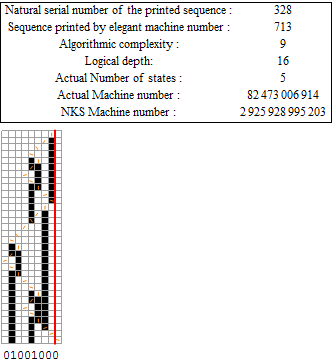 Natural serial number of the printed sequence : 328
Sequence printed by elegant machine number : 713
Algorithmic complexity : 9
Logical depth: 16
Actual Number of states : 5
Actual Machine number : 82 473 006 914
NKS Machine number : 2 925 928 995 203
01001000